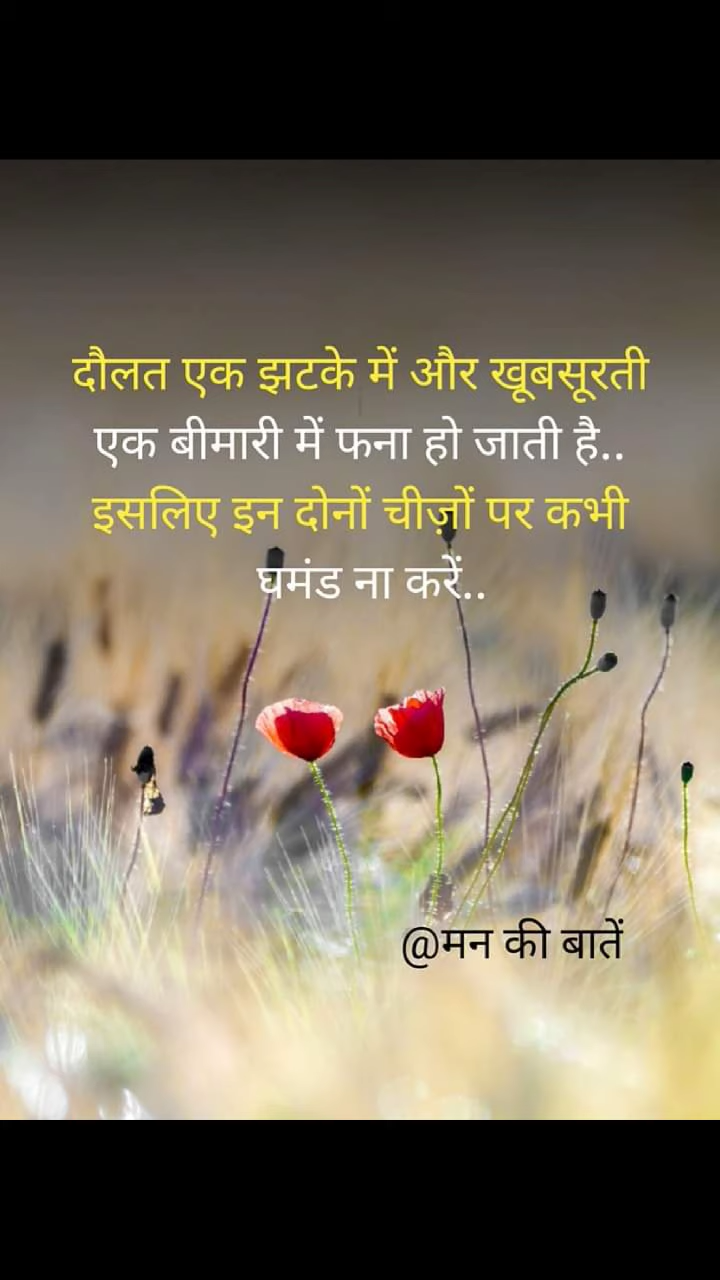 दौलत एक झटके में और खूबसूरती
एक बीमारी में फना हो जाती है..
इसलिए इन दोनों चीज़ों पर कभी
घमंड ना करें..
@मन की बातें